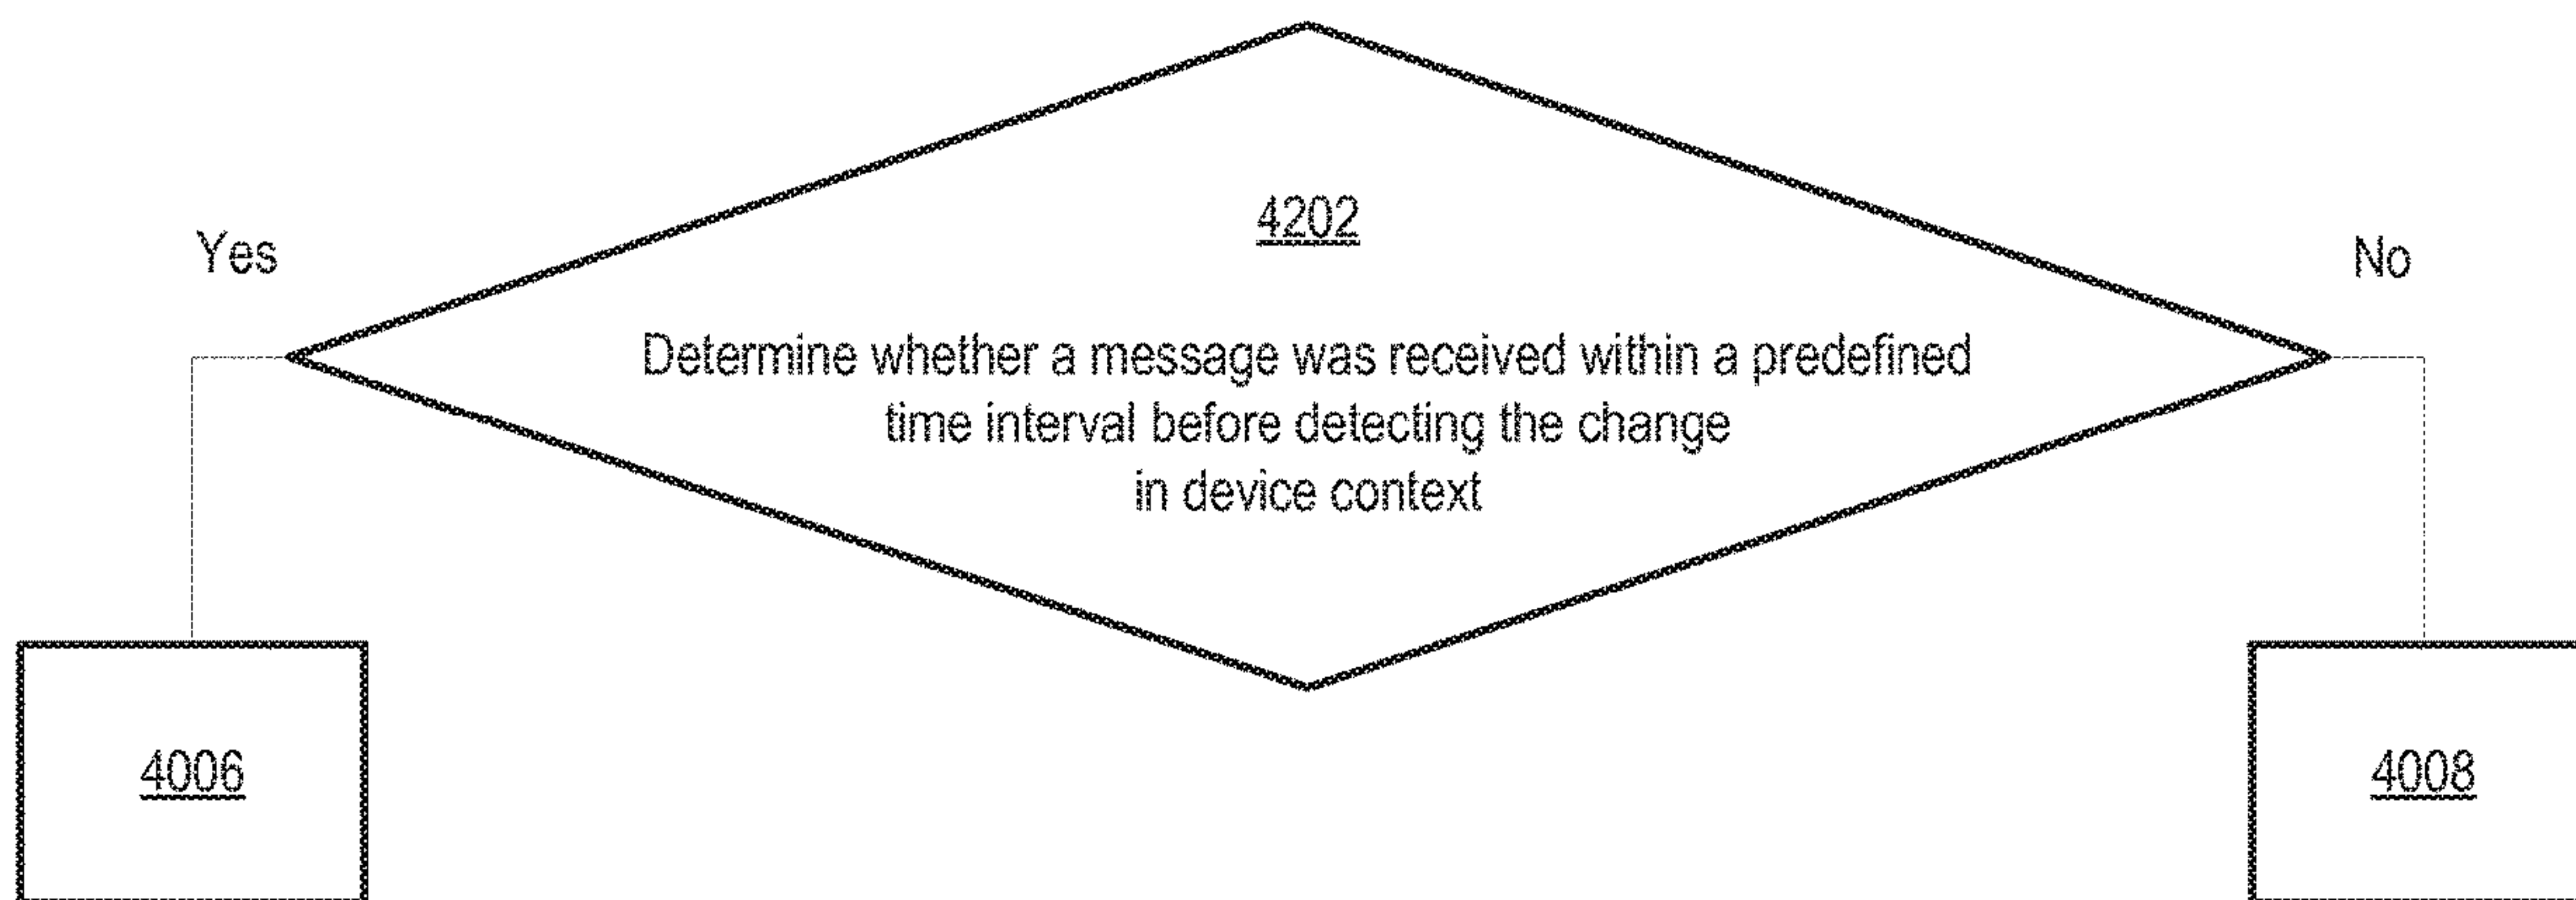 4202
Yes
No
Determine whether a message was received within a predefined
time interval before detecting the change
in device context
4006
4008